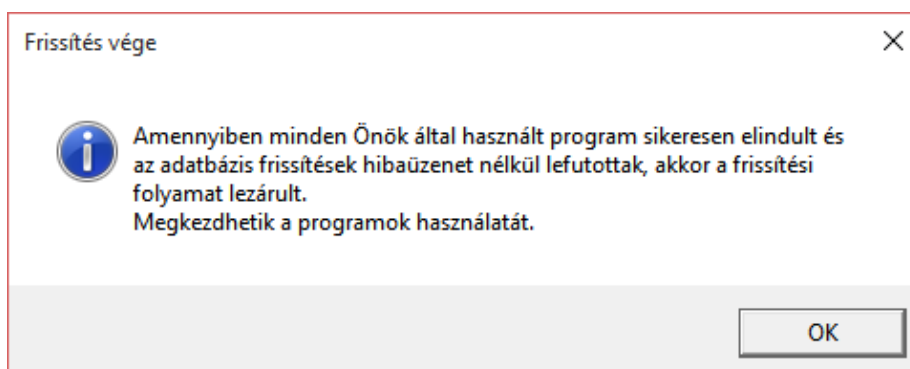 Frissítés vége
Amennyiben minden Önök által használt program sikeresen elindult és
az adatbázis frissítések hibaüzenet nélkül lefutottak, akkor a frissítési
folyamat lezárult.
Megkezdhetik a programok használatát.
OK